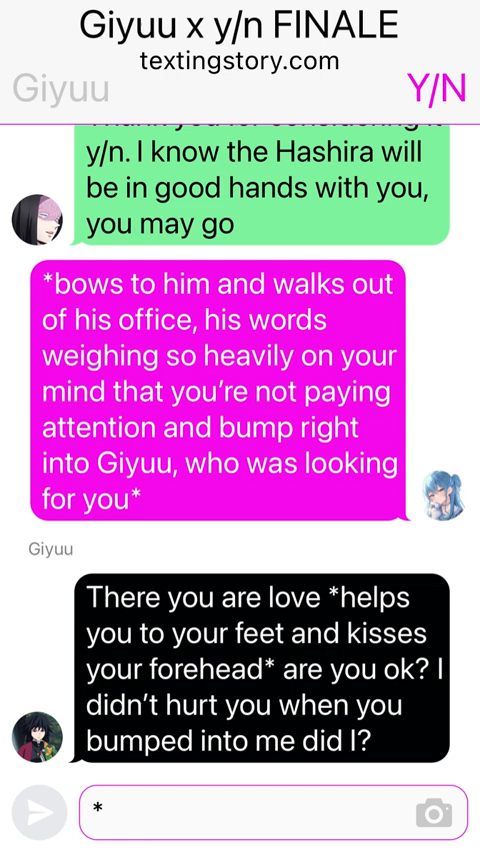 Giyuu x y/n FINALE
textingstory.com
Giyuu
Y/N
y/n. I know the Hashira will
be in good hands with you,
you may go
*bows to him and walks out
of his office, his words
weighing so heavily on your
mind that you’re not paying
attention and bump right
into Giyuu, who was looking
for you*
Giyuu
There you are love *helps
you to your feet and kisses
your forehead* are you ok? I
didn’t hurt you when you
bumped into me did I?
*